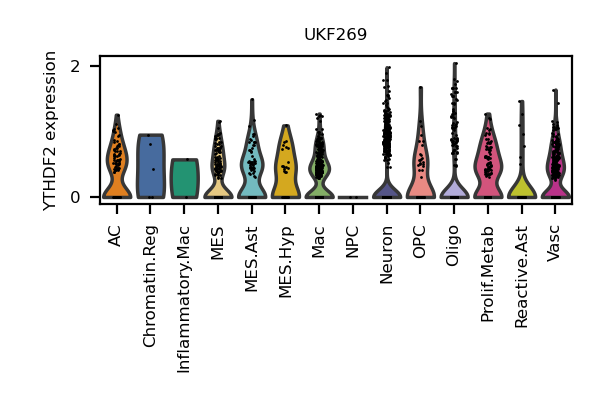 UKF269
YTHDF2 expression
2
0
AC
Chromatin.Reg
Inflammatory.Mac
MES
MES.Ast
MES.Hyp
Mac
NPC
Neuron
OPC
Oligo
Prolif.Metab
Reactive.Ast
Vasc